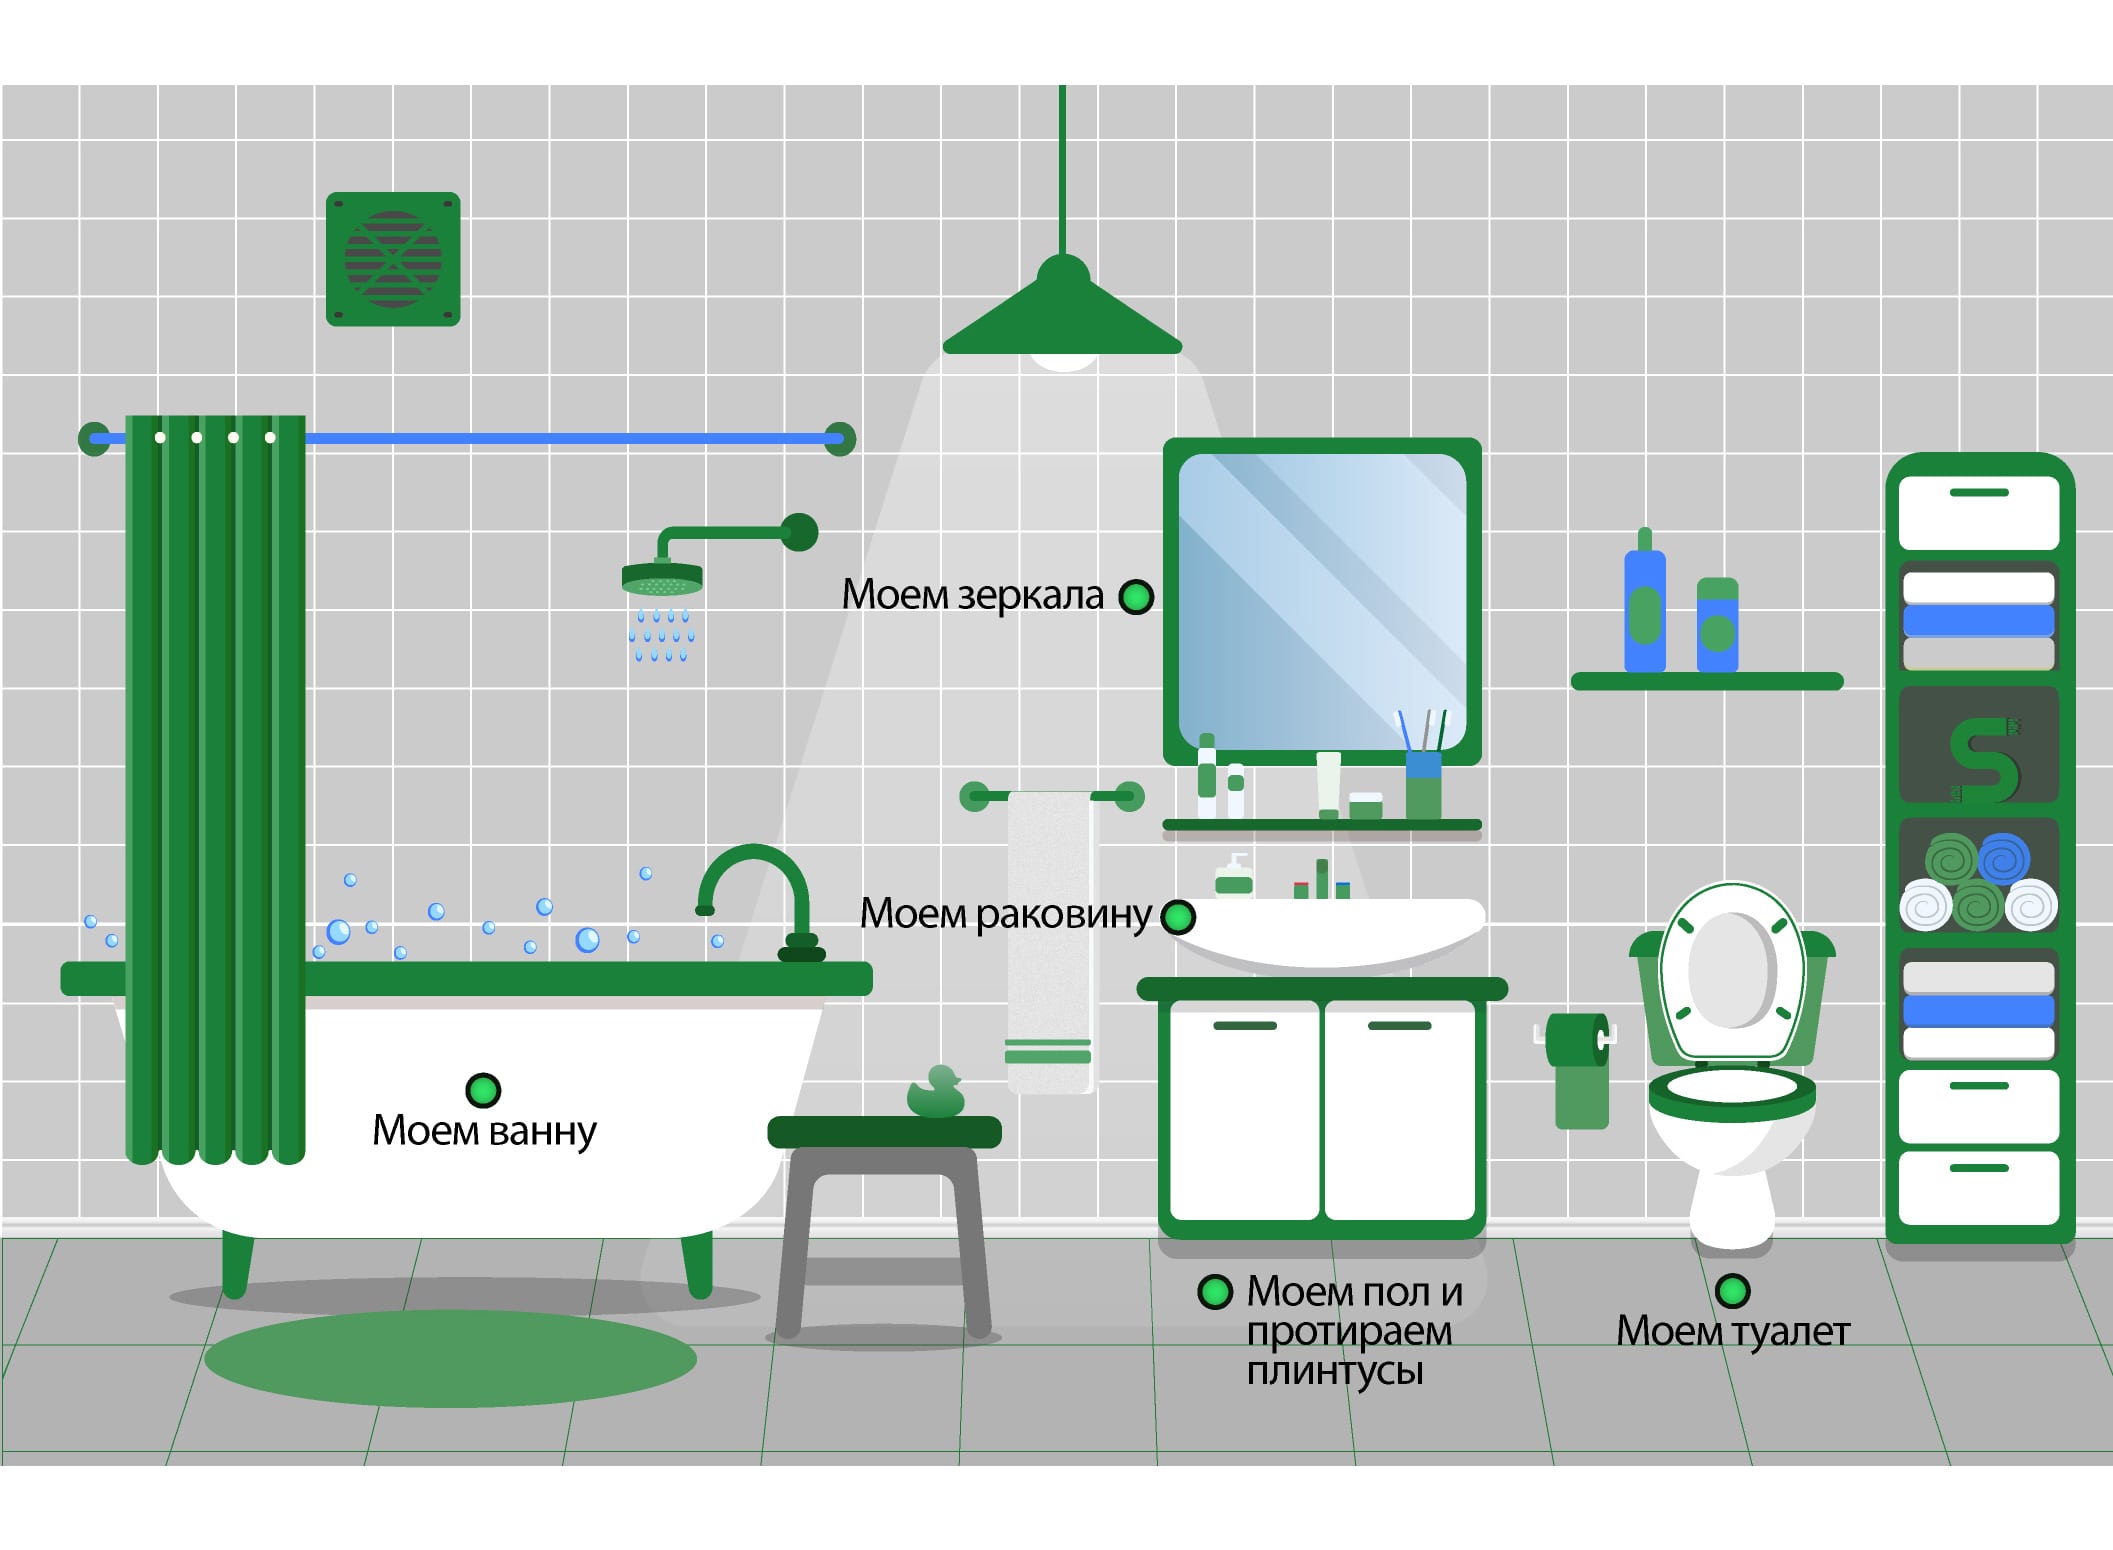 Моем зеркала
Моем раковину
Моем ванну
Моем пол и
протираем
плинтусы
Моем туалет